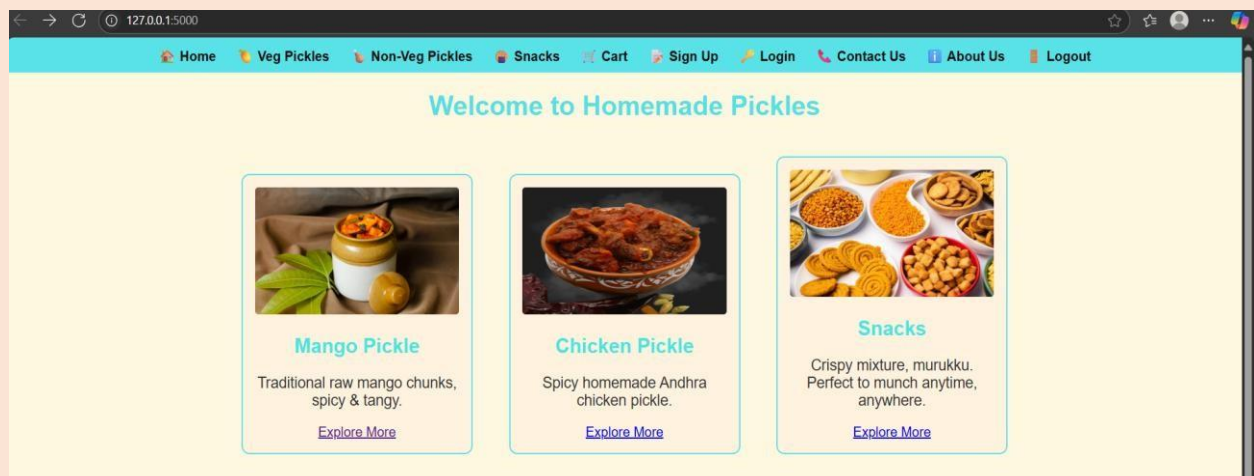 127.0.0.1:5000
Home Veg Pickles Non-Veg Pickles Snacks Cart Sign Up Login Contact Us About Us Logout
Welcome to Homemade Pickles
Mango Pickle
Traditional raw mango chunks,
spicy & tangy.
Explore More
Chicken Pickle
Spicy homemade Andhra
chicken pickle.
Explore More
Snacks
Crispy mixture, murukku.
Perfect to munch anytime,
anywhere.
Explore More